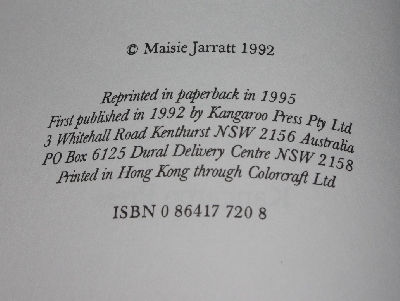 © Maisie Jarratt 1992
Reprinted in paperback in 1995
First published in 1992 by Kangaroo Press Pty Ltd
3 Whitehall Road Kenthurst NSW 2156 Australia
PO Box 6125 Dural Delivery Centre NSW 2158
Printed in Hong Kong through Colorcraft Ltd
ISBN 0 86417 720 8